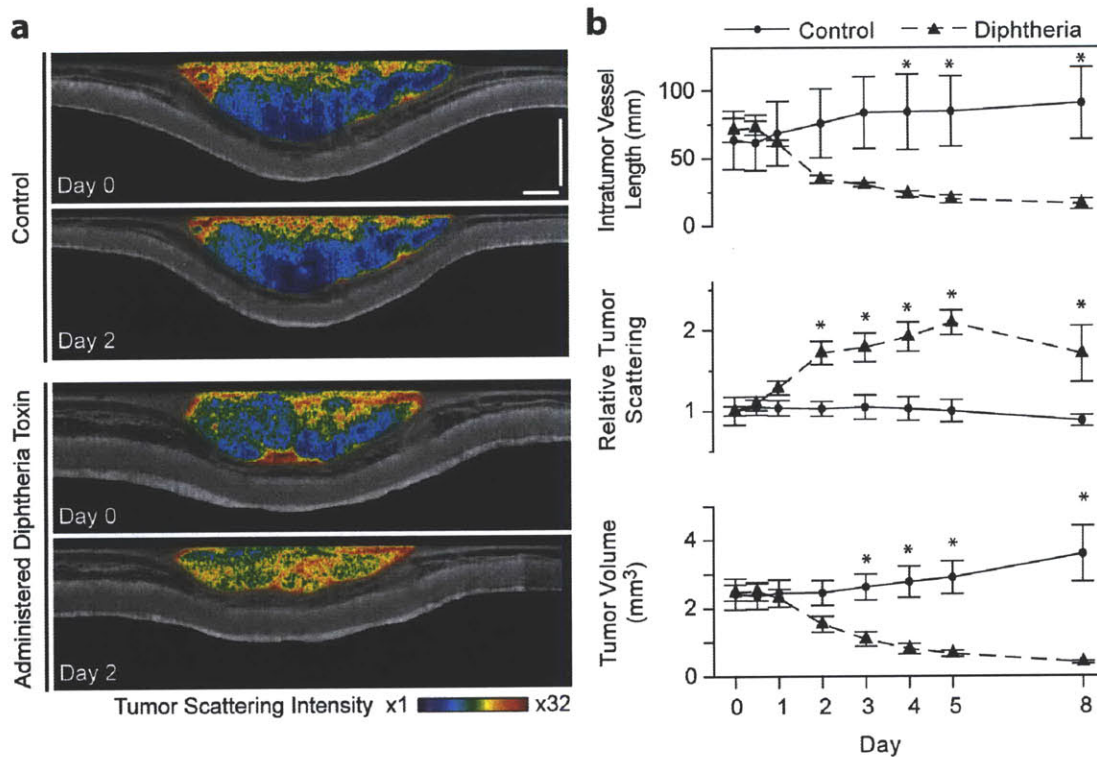 a
Control
Day 0
Day 2
Administered Diphtheria Toxin
Day 0
Day 2
Tumor Scattering Intensity x1 x32
b
Control Diphtheria
Intratumor Vessel
Length (mm)
100
50
0
* * *
Relative Tumor
Scattering
2
1
* * * * *
Tumor Volume
(mm³)
4
2
0
* * * *
0 1 2 3 4 5 8
Day